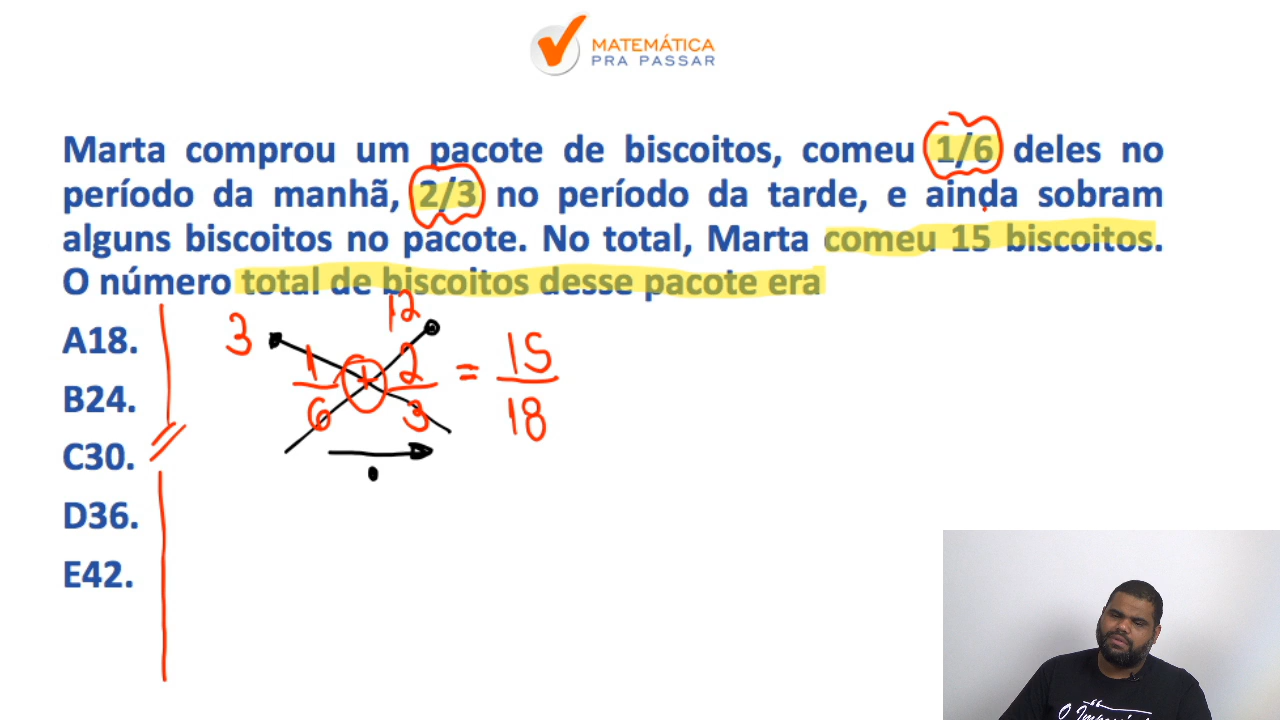 MATEMÁTICA
PRA PASSAR
Marta comprou um pacote de biscoitos, comeu 1/6 deles no
período da manhã, 2/3 no período da tarde, e ainda sobram
alguns biscoitos no pacote. No total, Marta comeu 15 biscoitos.
O número total de biscoitos desse pacote era
A18.
B24.
C30.
D36.
E42.
3 12
1/6 + 2/3 = 15/18